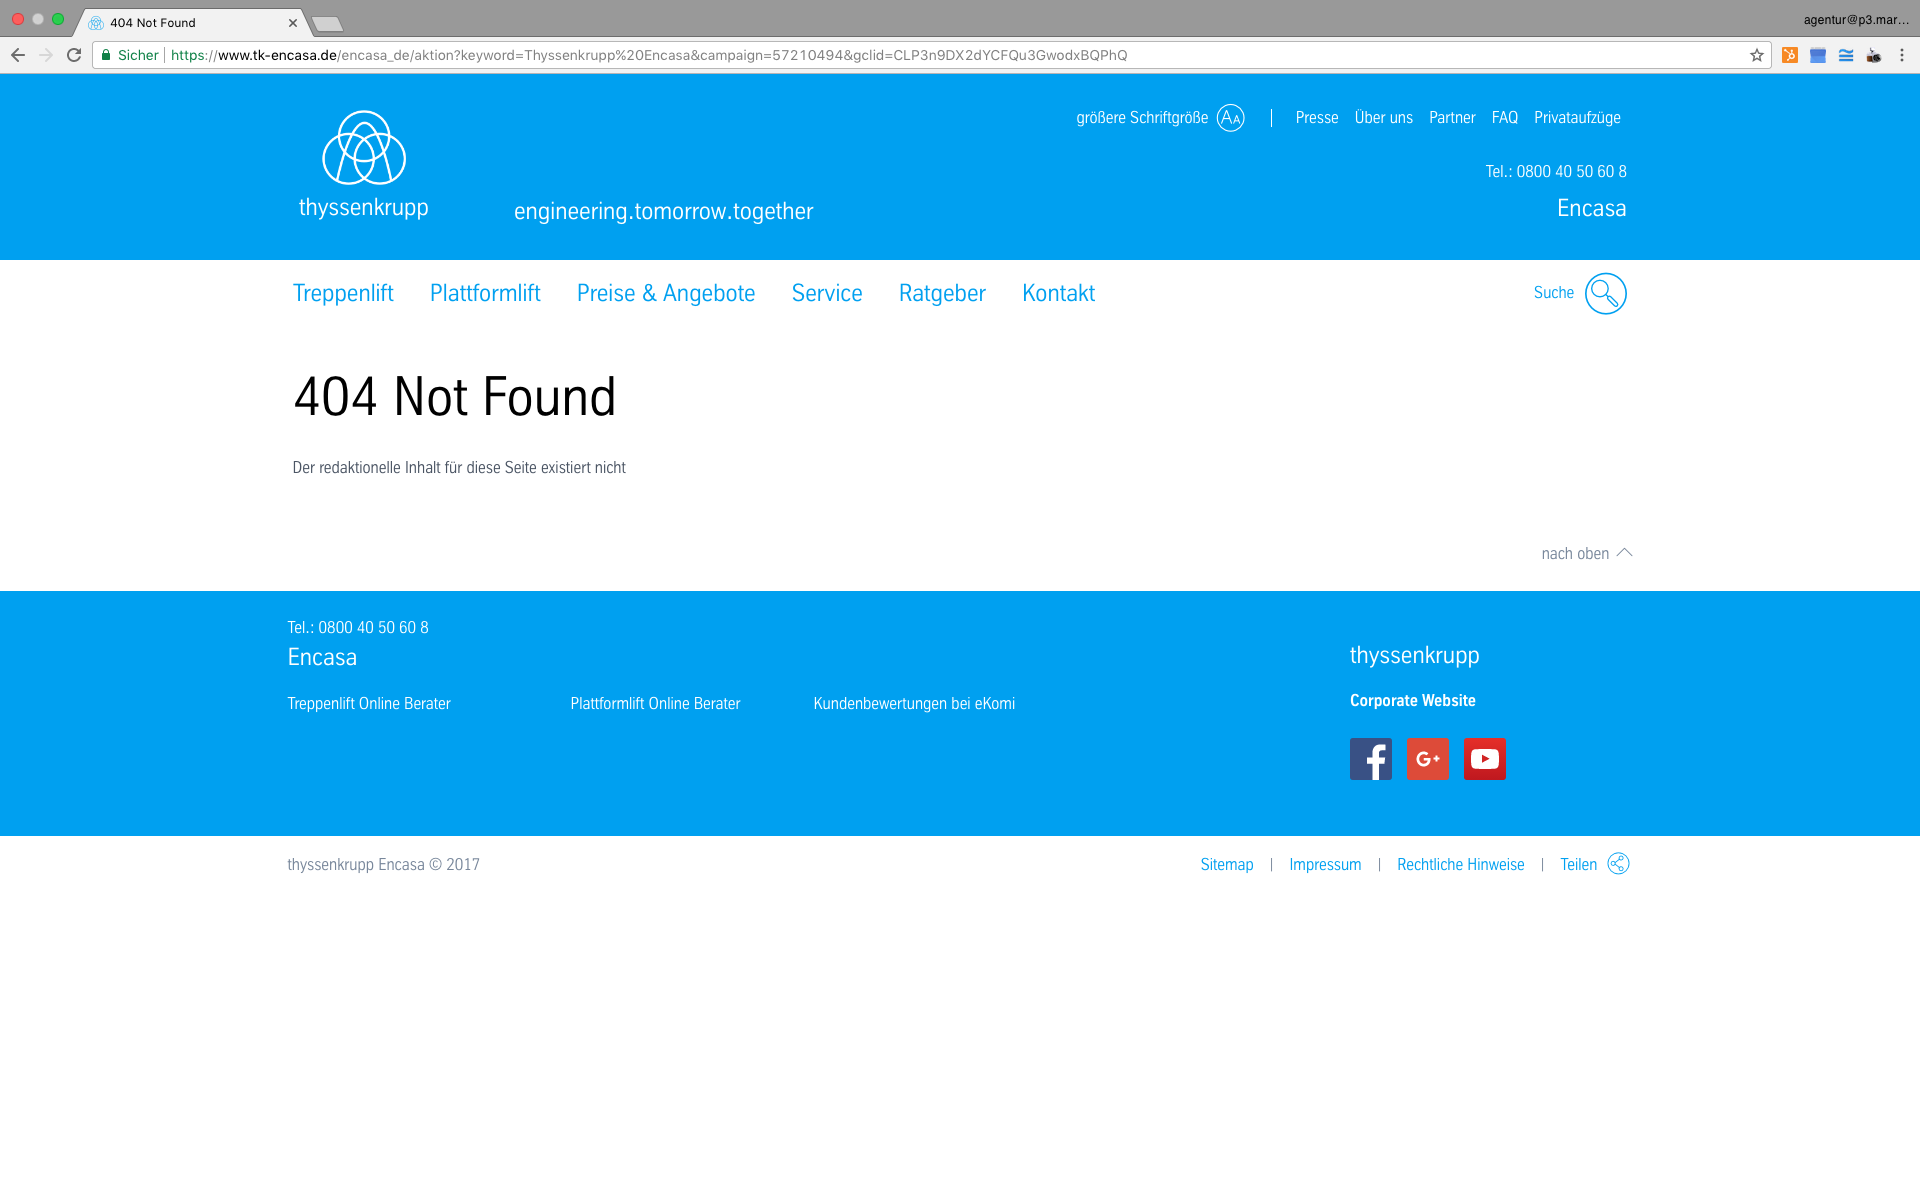 404 Not Found
agentur@p3.mar...
Sicher
https://www.tk-encasa.de/encasa_de/aktion?keyword=Thyssenkrupp%20Encasa&campaign=57210494&gclid=CLP3n9DX2dYCFQu3GwodxBQPhQ
größere Schriftgröße AA | Presse Über uns Partner FAQ Privataufzüge
Tel.: 0800 40 50 60 8
thyssenkrupp
engineering.tomorrow.together
Encasa
Treppenlift Plattformlift Preise & Angebote Service Ratgeber Kontakt
Suche
404 Not Found
Der redaktionelle Inhalt für diese Seite existiert nicht
nach oben
Tel.: 0800 40 50 60 8
Encasa
thyssenkrupp
Treppenlift Online Berater Plattformlift Online Berater Kundenbewertungen bei eKomi
Corporate Website
f G+
thyssenkrupp Encasa © 2017
Sitemap | Impressum | Rechtliche Hinweise | Teilen